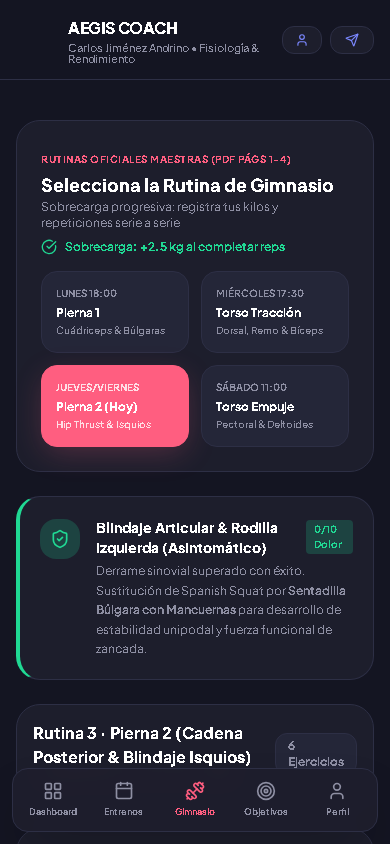 AEGIS COACH
Carlos Jiménez Andrino • Fisiología &
Rendimiento
RUTINAS OFICIALES MAESTRAS (PDF PÁGS 1-4)
Selecciona la Rutina de Gimnasio
Sobrecarga progresiva: registra tus kilos y
repeticiones serie a serie
Sobrecarga: +2.5 kg al completar reps
LUNES 18:00
Pierna 1
Cuádriceps & Búlgaras
MIÉRCOLES 17:30
Torso Tracción
Dorsal, Remo & Bíceps
JUEVES/VIERNES
Pierna 2 (Hoy)
Hip Thrust & Isquios
SÁBADO 11:00
Torso Empuje
Pectoral & Deltoides
Blindaje Articular & Rodilla
Izquierda (Asintomático)
0/10
Dolor
Derrame sinovial superado con éxito.
Sustitución de Spanish Squat por Sentadilla
Búlgara con Mancuernas para desarrollo de
estabilidad unipodal y fuerza funcional de
zancada.
Rutina 3 · Pierna 2 (Cadena
Posterior & Blindaje Isquios)
6
Ejercicios
Dashboard
Entrenos
Gimnasio
Objetivos
Perfil